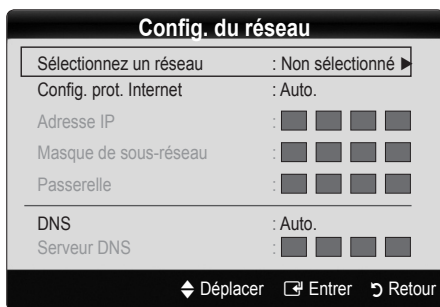 Config. du réseau
Sélectionnez un réseau : Non sélectionné ▶
Config. prot. Internet : Auto.
Adresse IP :
Masque de sous-réseau :
Passerelle :
DNS : Auto.
Serveur DNS :
Déplacer Entrer Retour